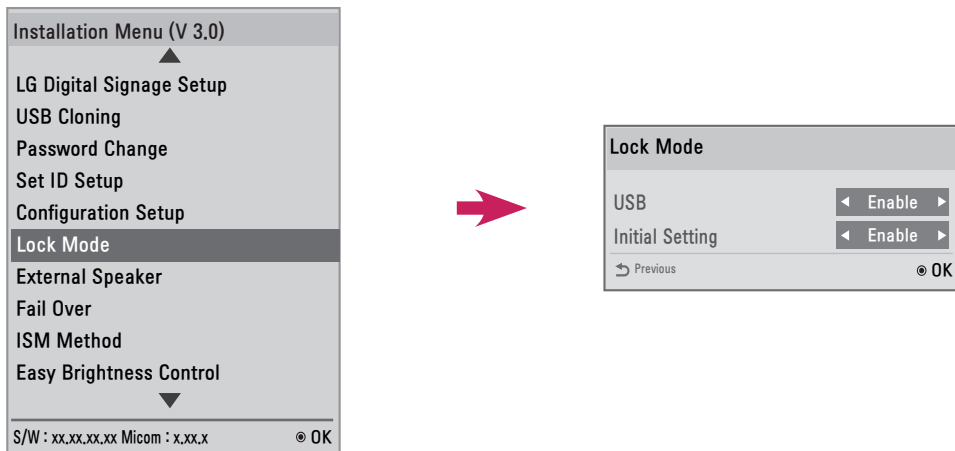 Installation Menu (V 3.0)
LG Digital Signage Setup
USB Cloning
Password Change
Set ID Setup
Configuration Setup
Lock Mode
External Speaker
Fail Over
ISM Method
Easy Brightness Control
S/W : xx.xx.xx.xx Micom : x.xx.x OK
Lock Mode
USB Enable
Initial Setting Enable
Previous OK